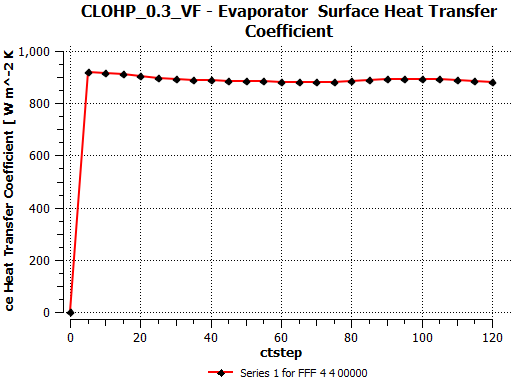 CLOHP_0.3_VF - Evaporator Surface Heat Transfer
Coefficient
ce Heat Transfer Coefficient [ W m^-2 K
1,000
800
600
400
200
0
0 20 40 60 80 100 120
ctstep
Series 1 for FFF 4 4 00000